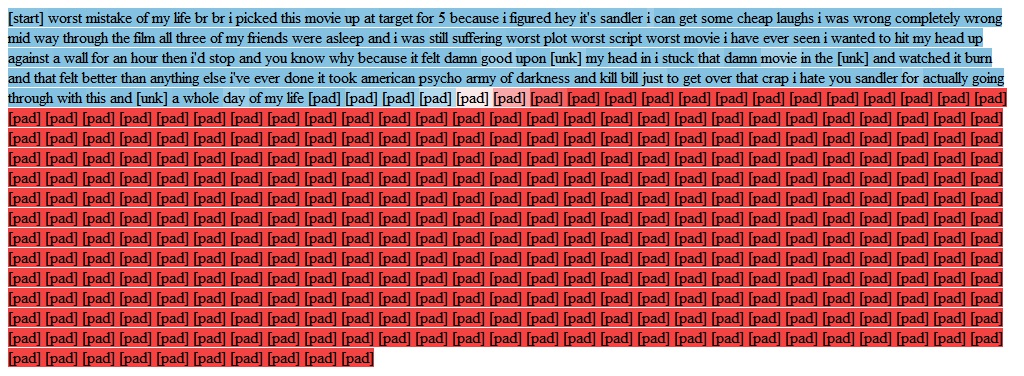 [start] worst mistake of my life br br i picked this movie up at target for 5 because i figured hey it's sandler i can get some cheap laughs i was wrong completely wrong
mid way through the film all three of my friends were asleep and i was still suffering worst plot worst script worst movie i have ever seen i wanted to hit my head up
against a wall for an hour then i'd stop and you know why because it felt damn good upon [unk] my head in i stuck that damn movie in the [unk] and watched it burn
and that felt better than anything else i've ever done it took american psycho army of darkness and kill bill just to get over that crap i hate you sandler for actually going
through with this and [unk] a whole day of my life [pad] [pad] [pad] [pad] [pad] [pad] [pad] [pad] [pad] [pad] [pad] [pad] [pad] [pad] [pad] [pad] [pad] [pad] [pad]
[pad] [pad] [pad] [pad] [pad] [pad] [pad] [pad] [pad] [pad] [pad] [pad] [pad] [pad] [pad] [pad] [pad] [pad] [pad] [pad] [pad] [pad] [pad] [pad] [pad] [pad] [pad]
[pad] [pad] [pad] [pad] [pad] [pad] [pad] [pad] [pad] [pad] [pad] [pad] [pad] [pad] [pad] [pad] [pad] [pad] [pad] [pad] [pad] [pad] [pad] [pad] [pad] [pad] [pad]
[pad] [pad] [pad] [pad] [pad] [pad] [pad] [pad] [pad] [pad] [pad] [pad] [pad] [pad] [pad] [pad] [pad] [pad] [pad] [pad] [pad] [pad] [pad] [pad] [pad] [pad] [pad]
[pad] [pad] [pad] [pad] [pad] [pad] [pad] [pad] [pad] [pad] [pad] [pad] [pad] [pad] [pad] [pad] [pad] [pad] [pad] [pad] [pad] [pad] [pad] [pad] [pad] [pad] [pad]
[pad] [pad] [pad] [pad] [pad] [pad] [pad] [pad] [pad] [pad] [pad] [pad] [pad] [pad] [pad] [pad] [pad] [pad] [pad] [pad] [pad] [pad] [pad] [pad] [pad] [pad] [pad]
[pad] [pad] [pad] [pad] [pad] [pad] [pad] [pad] [pad] [pad] [pad] [pad] [pad] [pad] [pad] [pad] [pad] [pad] [pad] [pad] [pad] [pad] [pad] [pad] [pad] [pad] [pad]
[pad] [pad] [pad] [pad] [pad] [pad] [pad] [pad] [pad] [pad] [pad] [pad] [pad] [pad] [pad] [pad] [pad] [pad] [pad] [pad] [pad] [pad] [pad] [pad] [pad] [pad] [pad]
[pad] [pad] [pad] [pad] [pad] [pad] [pad] [pad] [pad] [pad] [pad] [pad] [pad] [pad] [pad] [pad] [pad] [pad] [pad] [pad] [pad] [pad] [pad] [pad] [pad] [pad] [pad]
[pad] [pad] [pad] [pad] [pad] [pad] [pad] [pad] [pad] [pad] [pad] [pad] [pad] [pad] [pad] [pad] [pad] [pad] [pad] [pad] [pad] [pad] [pad] [pad] [pad] [pad] [pad]
[pad] [pad] [pad] [pad] [pad] [pad] [pad] [pad] [pad] [pad] [pad] [pad] [pad] [pad] [pad] [pad] [pad] [pad] [pad] [pad] [pad] [pad] [pad] [pad] [pad] [pad] [pad]
[pad] [pad] [pad] [pad] [pad] [pad] [pad] [pad] [pad] [pad] [pad] [pad] [pad] [pad] [pad] [pad] [pad] [pad] [pad] [pad] [pad] [pad] [pad] [pad] [pad] [pad] [pad]
[pad] [pad] [pad] [pad] [pad] [pad] [pad] [pad] [pad] [pad] [pad] [pad] [pad] [pad] [pad] [pad] [pad] [pad] [pad] [pad] [pad] [pad] [pad] [pad] [pad] [pad] [pad]
[pad] [pad] [pad] [pad] [pad] [pad] [pad] [pad] [pad] [pad]